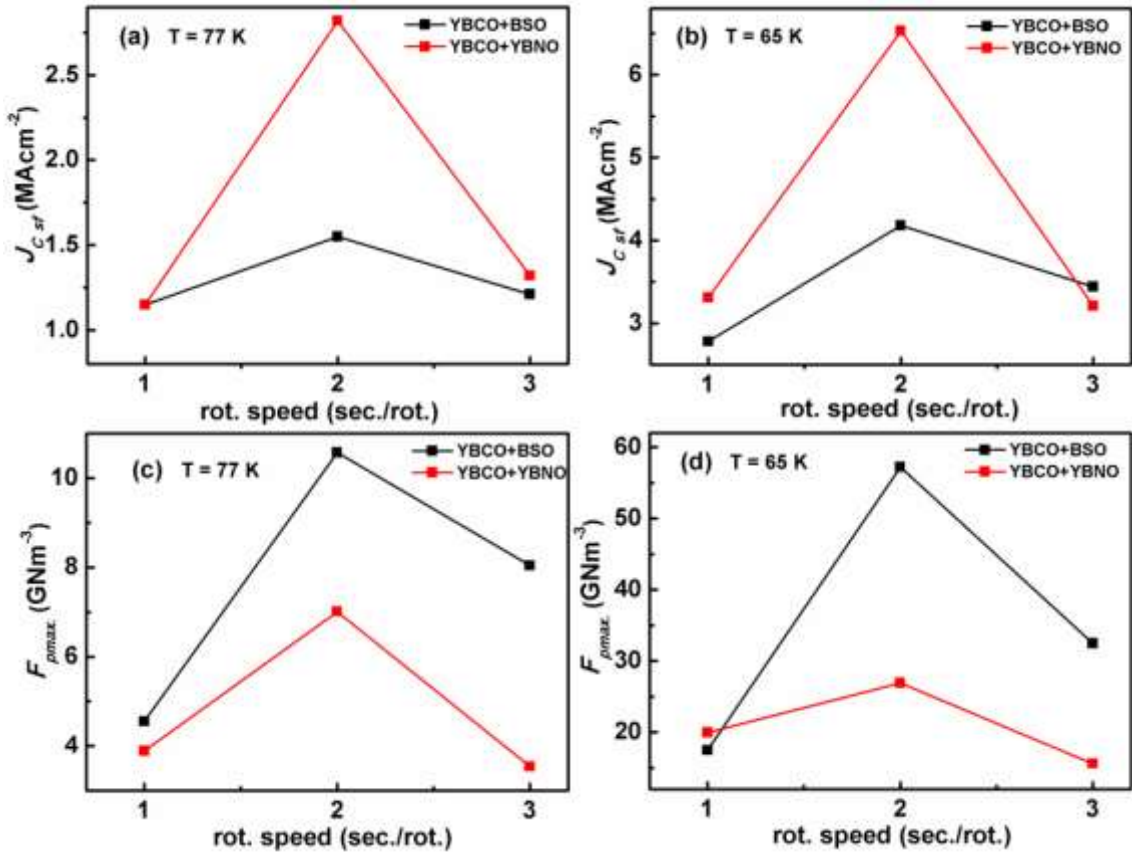 (a) T = 77 K
YBCO+BSO
YBCO+YBNO
J_C sf (MAcm⁻²)
2.5
2.0
1.5
1.0
1 2 3
rot. speed (sec./rot.)
(b) T = 65 K
YBCO+BSO
YBCO+YBNO
J_C sf (MAcm⁻²)
6
5
4
3
1 2 3
rot. speed (sec./rot.)
(c) T = 77 K
YBCO+BSO
YBCO+YBNO
F_pmax. (GNm⁻³)
10
8
6
4
1 2 3
rot. speed (sec./rot.)
(d) T = 65 K
YBCO+BSO
YBCO+YBNO
F_pmax. (GNm⁻³)
60
50
40
30
20
1 2 3
rot. speed (sec./rot.)